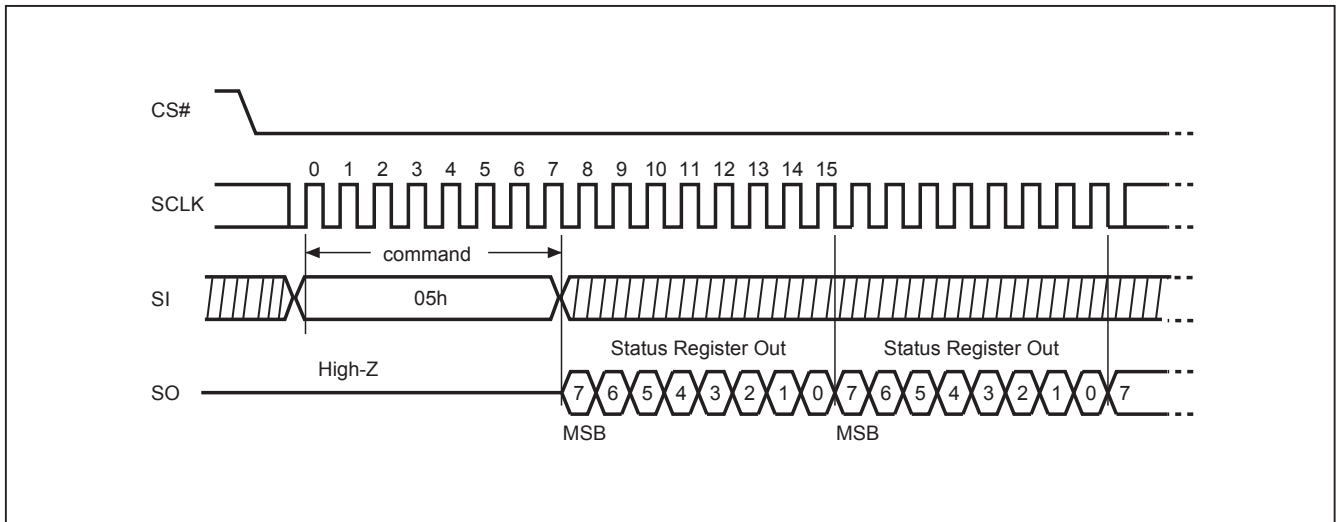 CS#
0 1 2 3 4 5 6 7 8 9 10 11 12 13 14 15
SCLK
command
SI
05h
Status Register Out Status Register Out
High-Z
SO
7 6 5 4 3 2 1 0 7 6 5 4 3 2 1 0 7
MSB MSB